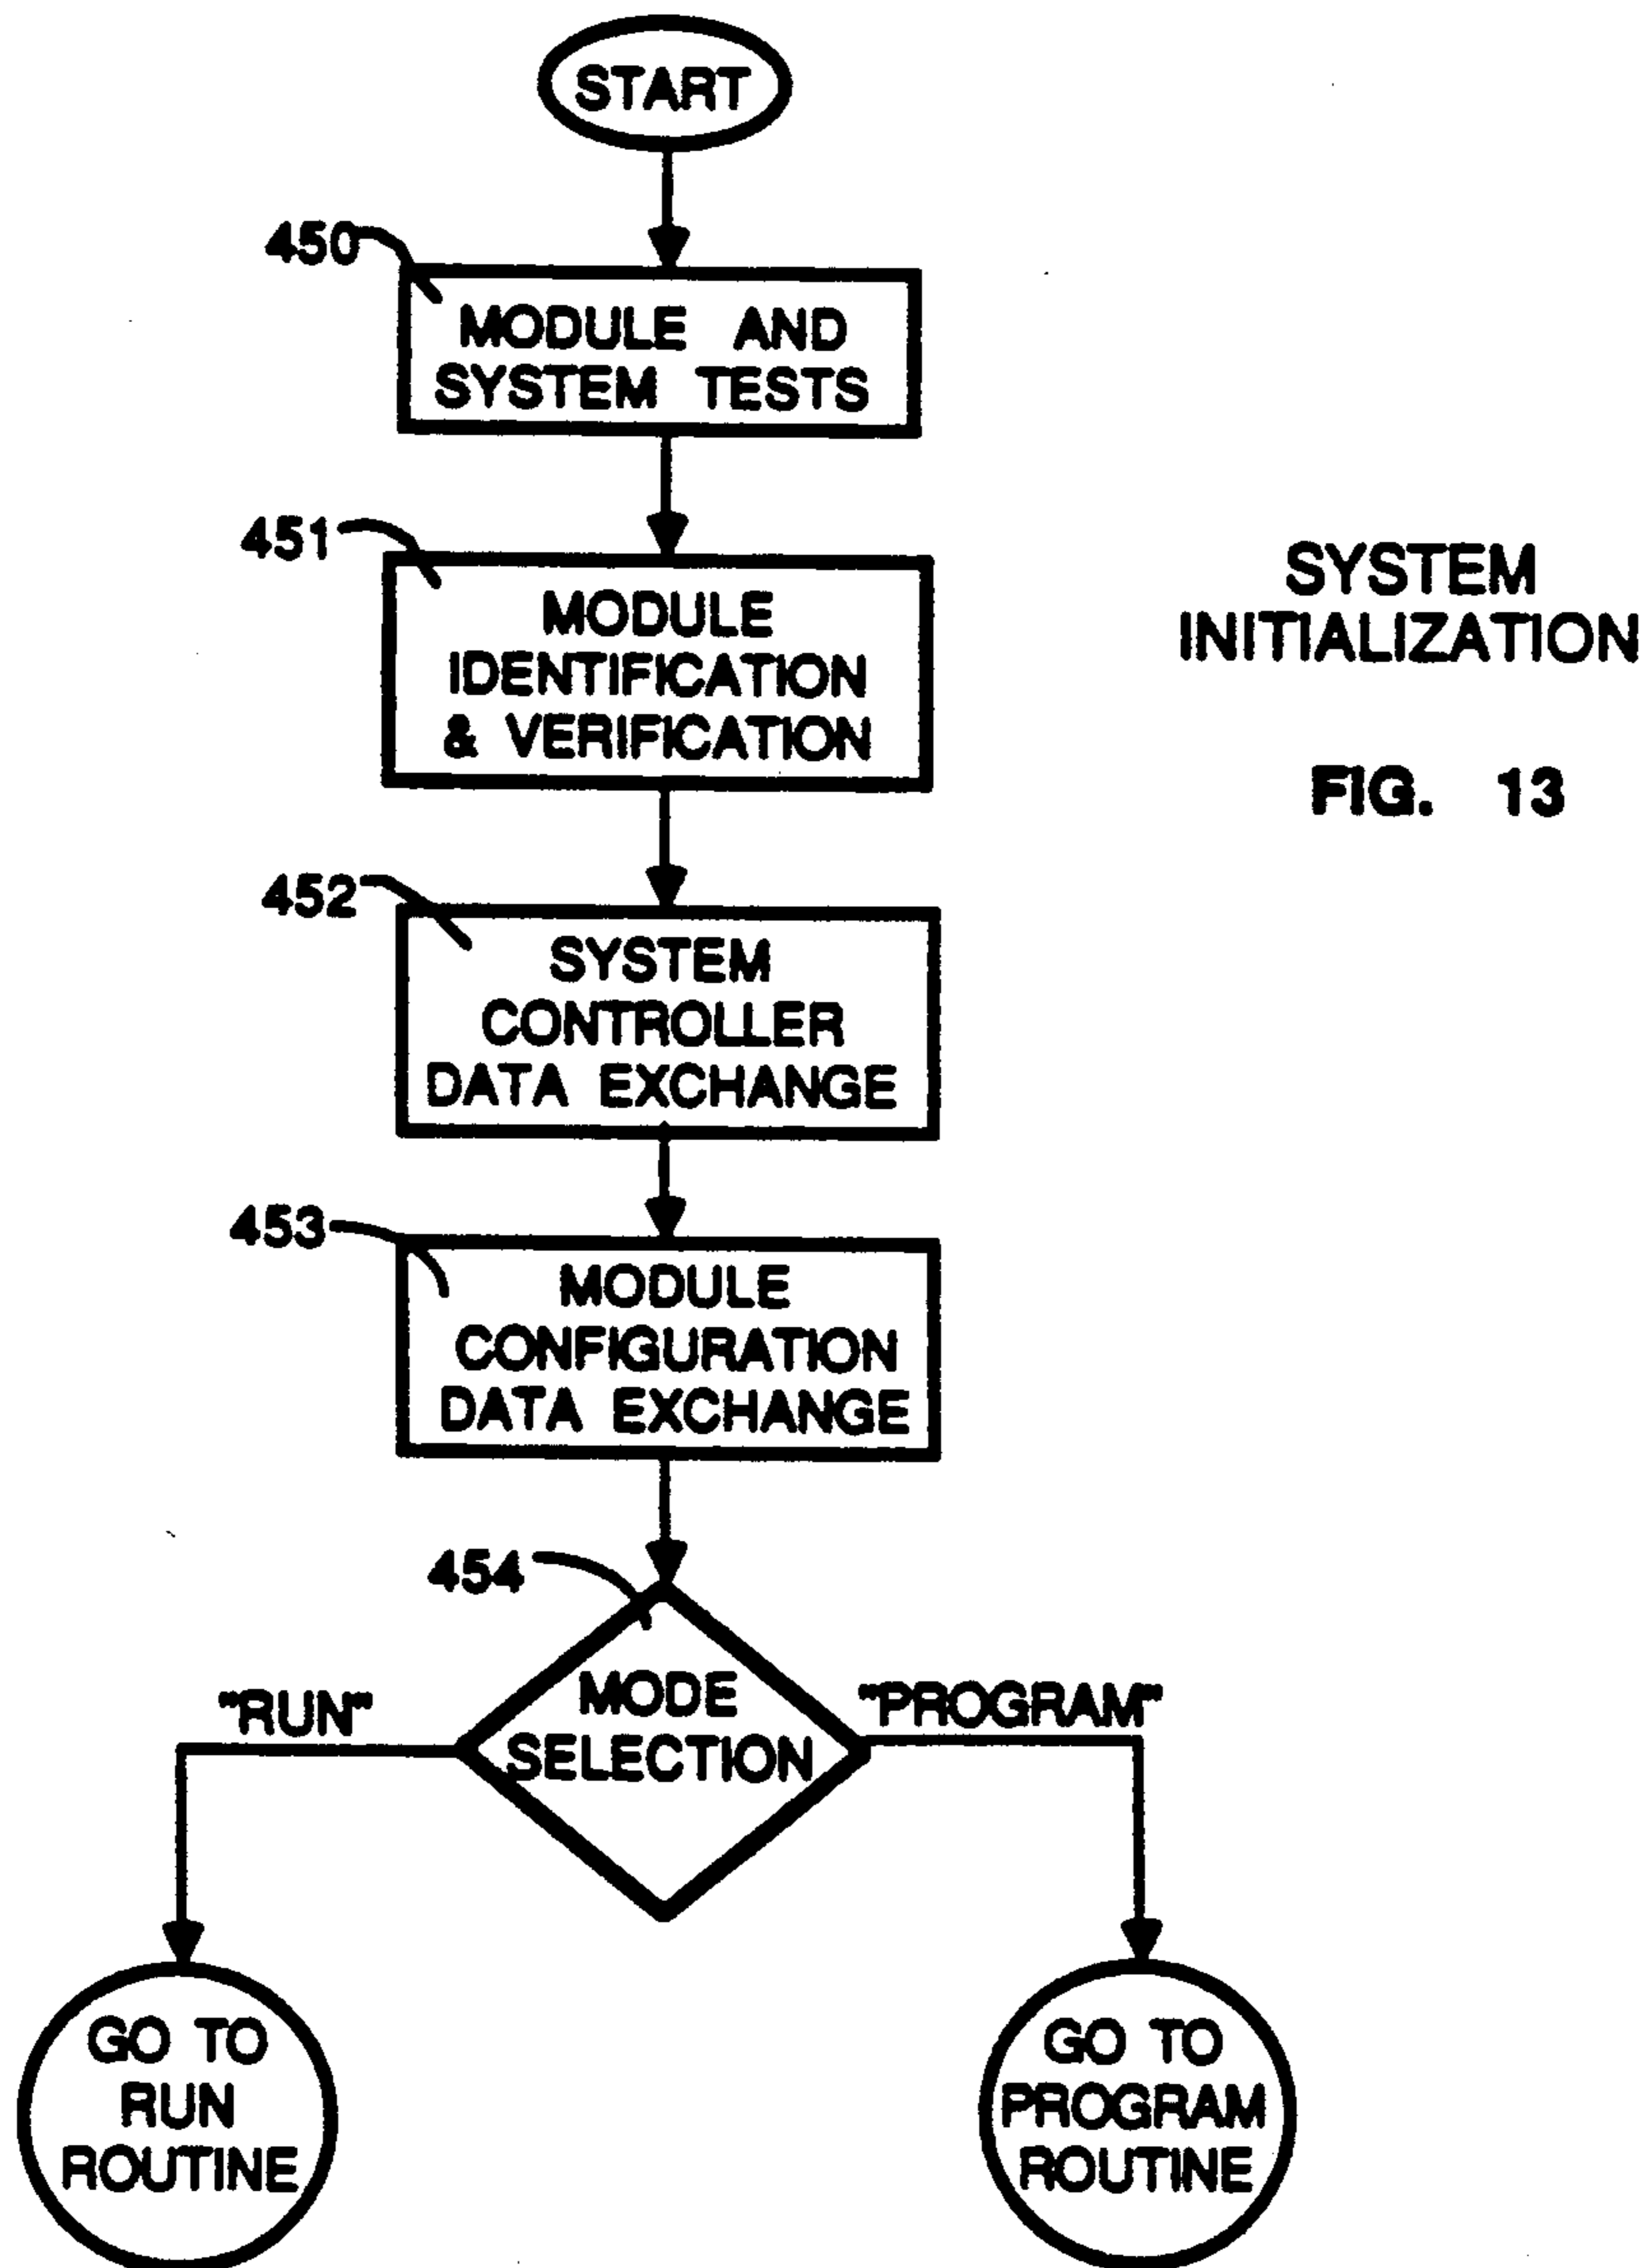 START
450
MODULE AND
SYSTEM TESTS
451
MODULE
IDENTIFICATION
& VERIFICATION
SYSTEM
INITIALIZATION
FIG. 13
452
SYSTEM
CONTROLLER
DATA EXCHANGE
453
MODULE
CONFIGURATION
DATA EXCHANGE
454
MODE
SELECTION
"RUN"
"PROGRAM"
GO TO
RUN
ROUTINE
GO TO
PROGRAM
ROUTINE